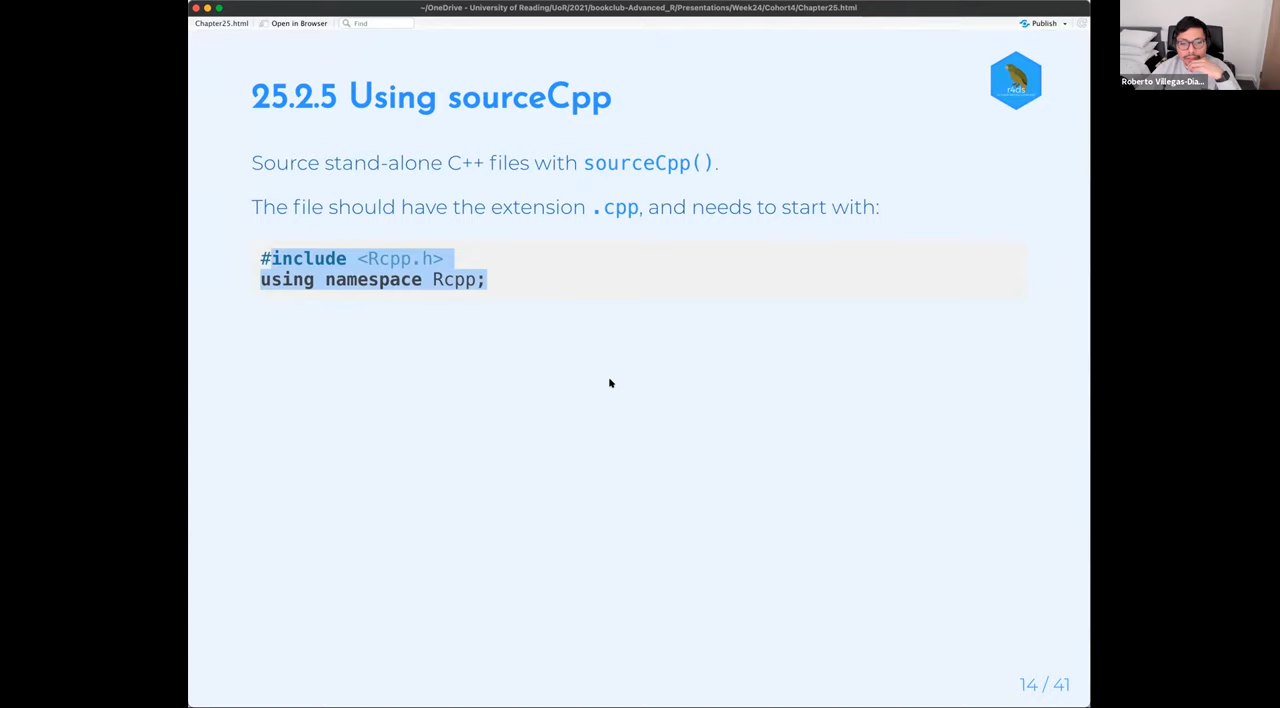 ~/OneDrive - University of Reading/UoR/2021/bookclub-Advanced_R/Presentations/Week24/Cohort4/Chapter25.html
Chapter25.html
Open in Browser
Find
Publish
Roberto Villegas-Dia...
25.2.5 Using sourceCpp
r4ds
Source stand-alone C++ files with sourceCpp().
The file should have the extension .cpp, and needs to start with:
#include <Rcpp.h>
using namespace Rcpp;
14 / 41